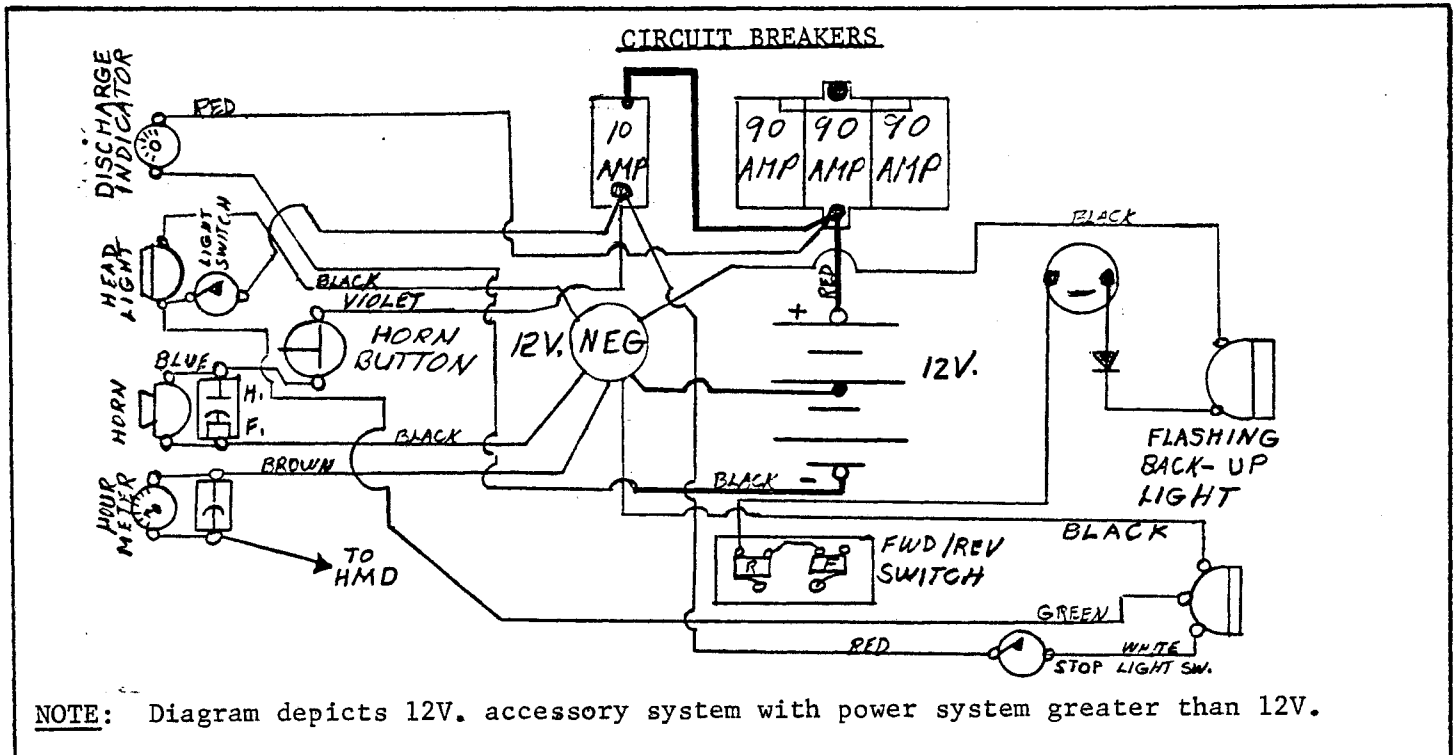 CIRCUIT BREAKERS
DISCHARGE
INDICATOR
RED
10
AMP
90
AMP
90
AMP
90
AMP
BLACK
HEAD
LIGHT
LIGHT
SWITCH
BLACK
VIOLET
RED
HORN
BUTTON
12V.
NEG
+
12V.
BLUE
H.
F.
HORN
BLACK
BROWN
BLACK
-
FLASHING
BACK-UP
LIGHT
HOUR
METER
TO
HMD
BLACK
R
F
FWD/REV
SWITCH
GREEN
RED
WHITE
STOP LIGHT SW.
NOTE: Diagram depicts 12V. accessory system with power system greater than 12V.